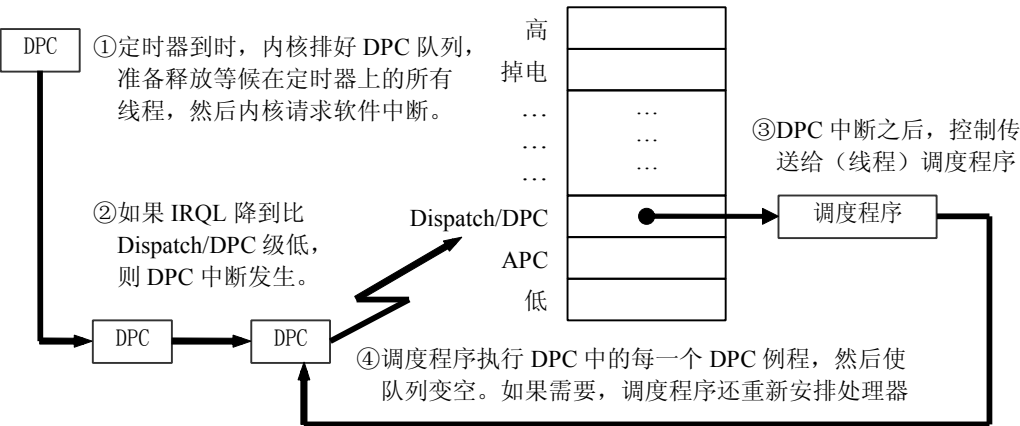 DPC
①定时器到时，内核排好 DPC 队列，
准备释放等候在定时器上的所有
线程，然后内核请求软件中断。
②如果 IRQL 降到比
Dispatch/DPC 级低，
则 DPC 中断发生。
DPC
DPC
高
掉电
…
…
…
…
…
…
Dispatch/DPC
APC
低
③DPC 中断之后，控制传
送给（线程）调度程序
调度程序
④调度程序执行 DPC 中的每一个 DPC 例程，然后使
队列变空。如果需要，调度程序还重新安排处理器